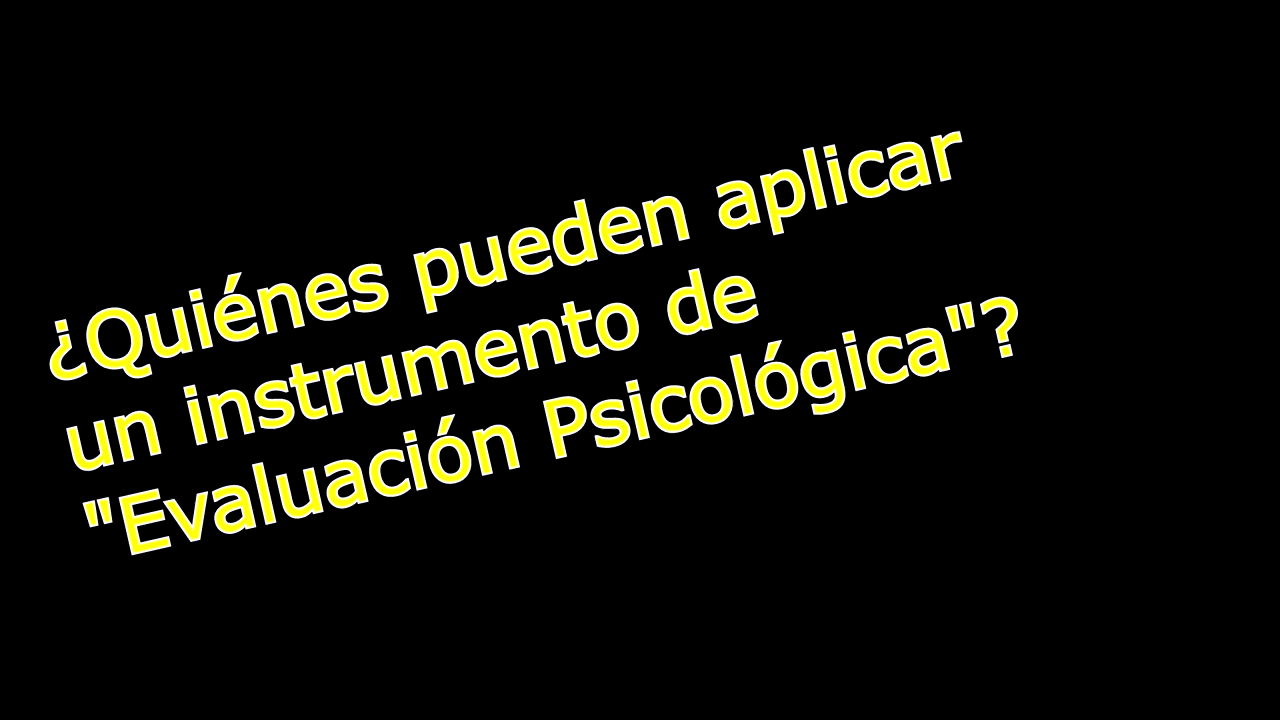 ¿Quiénes pueden aplicar
un instrumento de
"Evaluación Psicológica"?